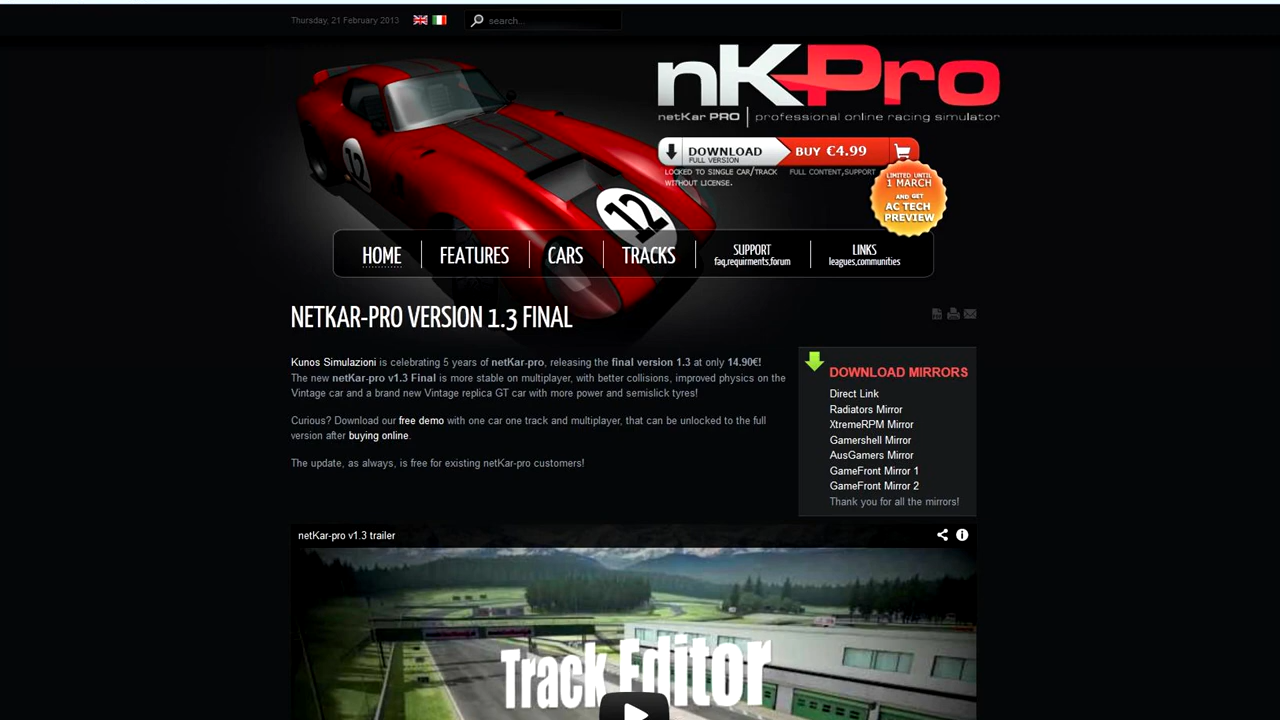 Thursday, 21 February 2013
search...
nKPro
netKar PRO | professional online racing simulator
DOWNLOAD
FULL VERSION
BUY €4.99
LOCKED TO SINGLE CAR/TRACK
WITHOUT LICENSE.
FULL CONTENT,SUPPORT
LIMITED UNTIL
1 MARCH
AND GET
AC TECH
PREVIEW
12
12
HOME
FEATURES
CARS
TRACKS
SUPPORT
faq,requirments,forum
LINKS
leagues,communities
NETKAR-PRO VERSION 1.3 FINAL
Kunos Simulazioni is celebrating 5 years of netKar-pro, releasing the final version 1.3 at only 14.90€!
The new netKar-pro v1.3 Final is more stable on multiplayer, with better collisions, improved physics on the
Vintage car and a brand new Vintage replica GT car with more power and semislick tyres!
Curious? Download our free demo with one car one track and multiplayer, that can be unlocked to the full
version after buying online.
The update, as always, is free for existing netKar-pro customers!
DOWNLOAD MIRRORS
Direct Link
Radiators Mirror
XtremeRPM Mirror
Gamershell Mirror
AusGamers Mirror
GameFront Mirror 1
GameFront Mirror 2
Thank you for all the mirrors!
netKar-pro v1.3 trailer
Track Editor